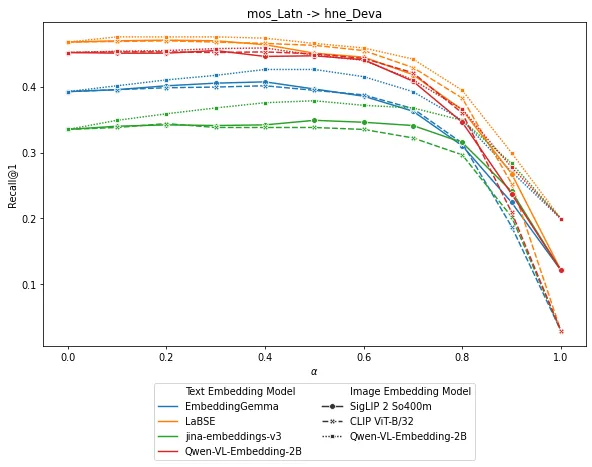 mos_Latn -> hne_Deva
Recall@1
0.4
0.3
0.2
0.1
0.0 0.2 0.4 0.6 0.8 1.0
α
Text Embedding Model Image Embedding Model
EmbeddingGemma SigLIP 2 So400m
LaBSE CLIP ViT-B/32
jina-embeddings-v3 Qwen-VL-Embedding-2B
Qwen-VL-Embedding-2B